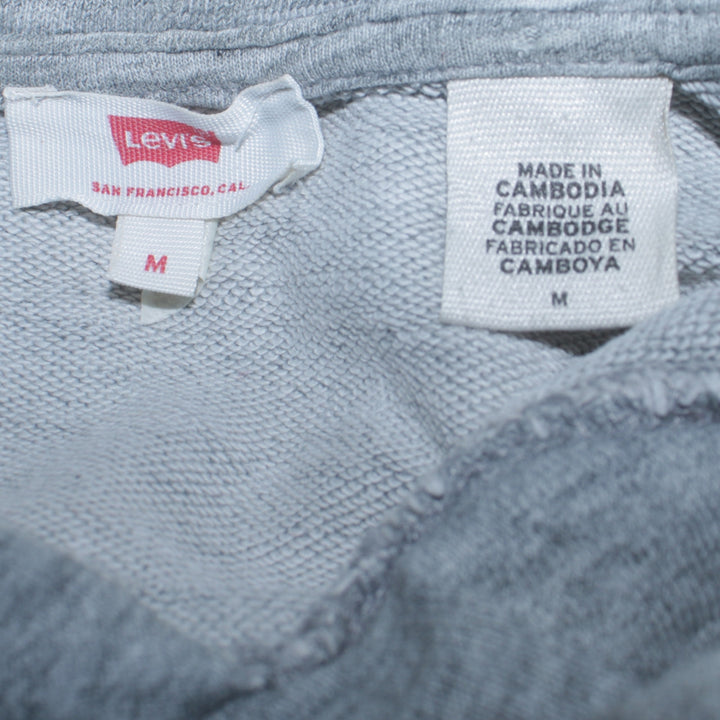 Levi's
SAN FRANCISCO, CAL
M
MADE IN
CAMBODIA
FABRIQUE AU
CAMBODGE
FABRICADO EN
CAMBOYA
M